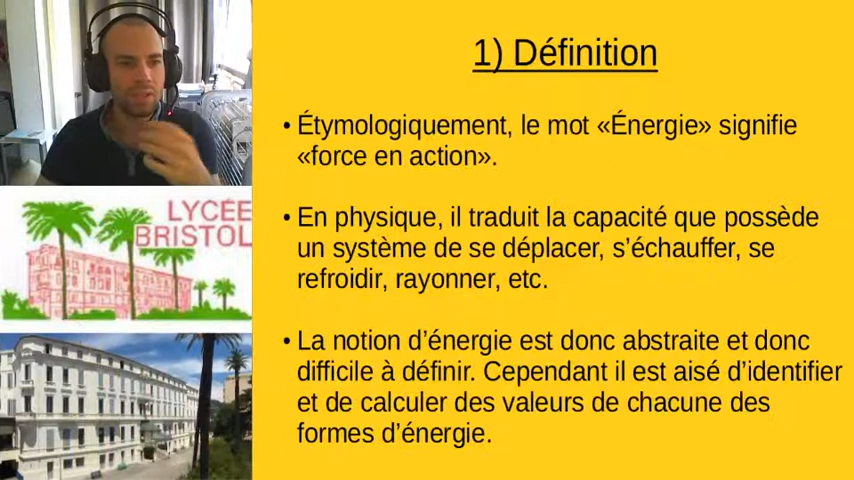 LYCÉE
BRISTOL
1) Définition
• Étymologiquement, le mot «Énergie» signifie
«force en action».
• En physique, il traduit la capacité que possède
un système de se déplacer, s’échauffer, se
refroidir, rayonner, etc.
• La notion d’énergie est donc abstraite et donc
difficile à définir. Cependant il est aisé d’identifier
et de calculer des valeurs de chacune des
formes d’énergie.